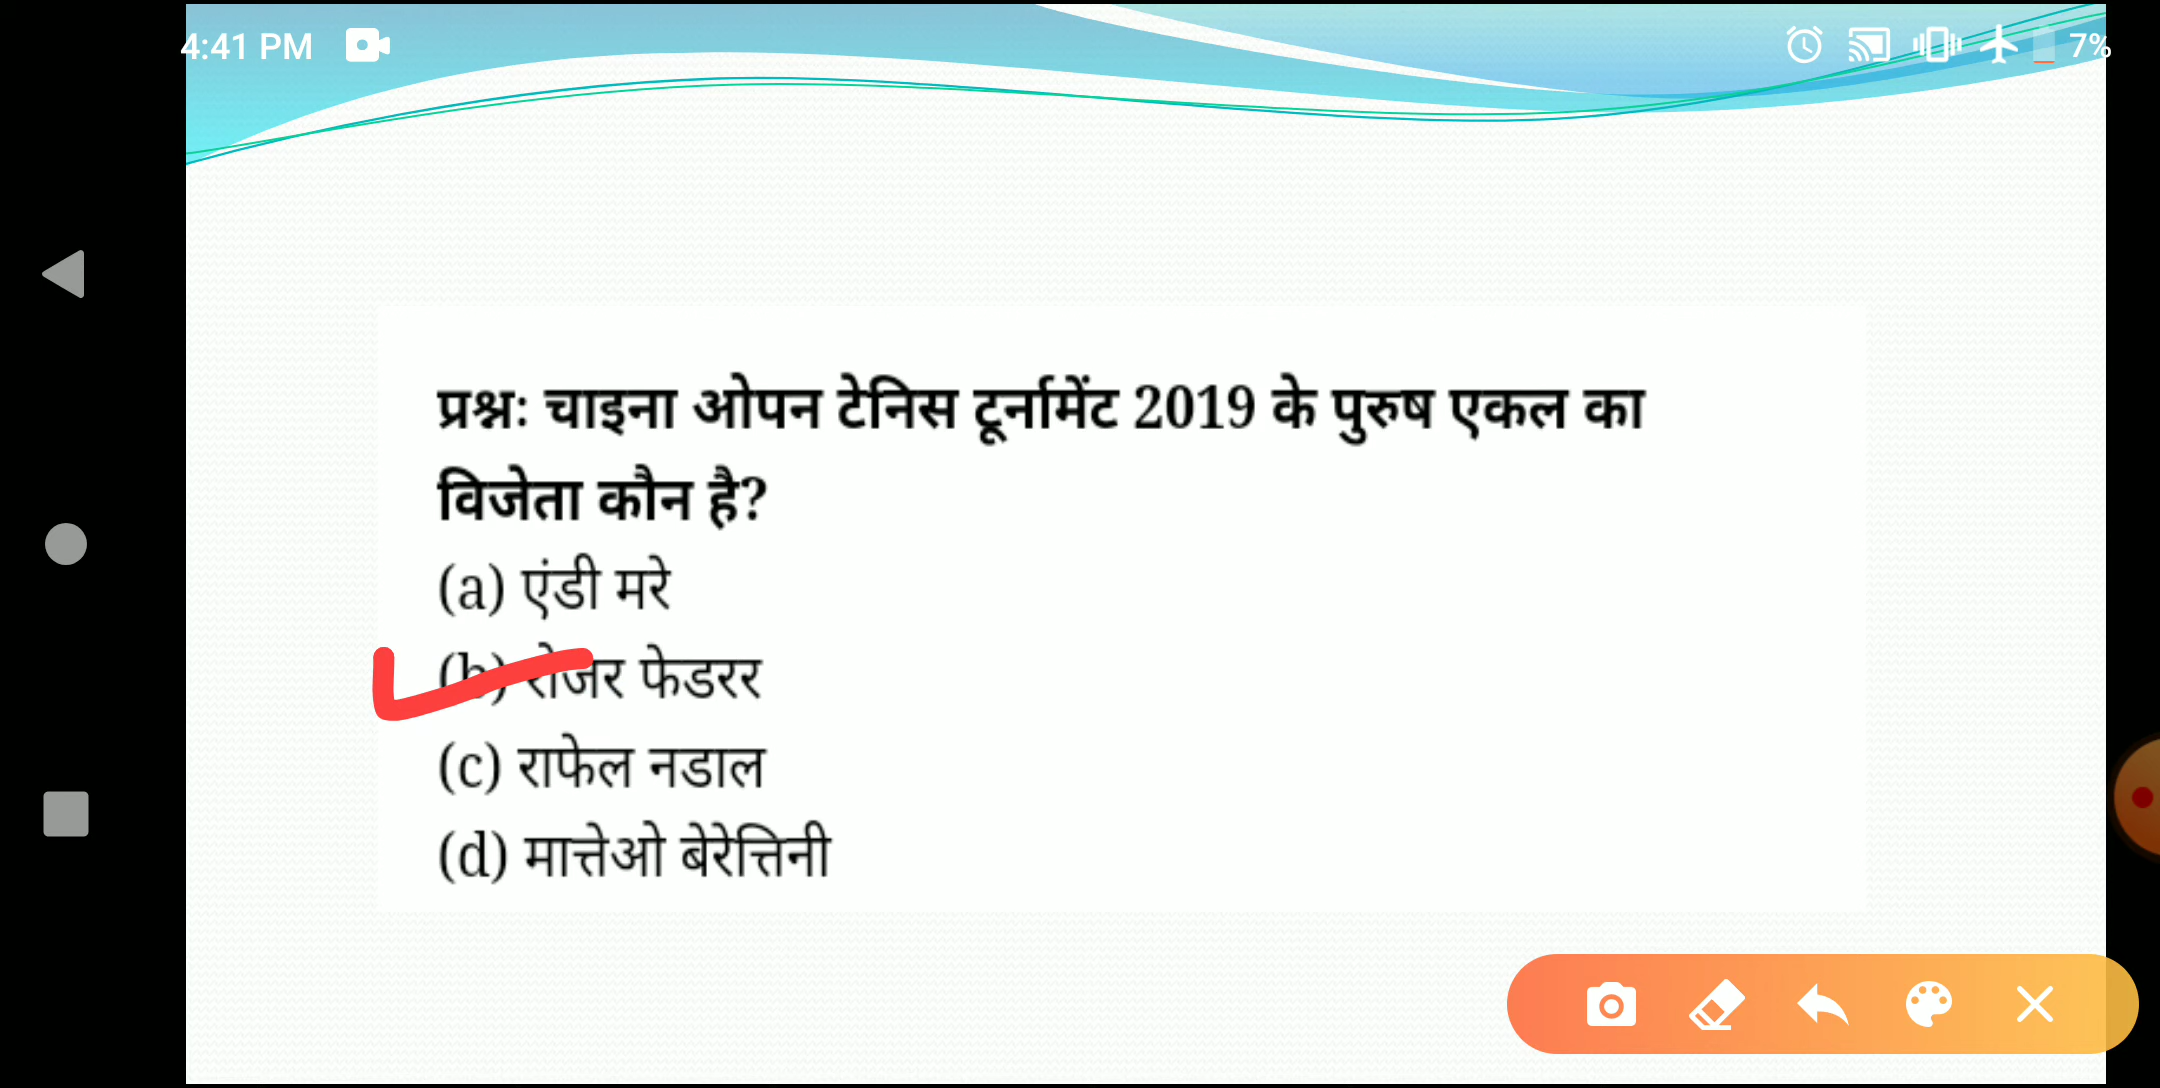 4:41 PM 7%
प्रश्न: चाइना ओपन टेनिस टूर्नामेंट 2019 के पुरुष एकल का
विजेता कौन है?
(a) एंडी मरे
(b) रोजर फेडरर
(c) राफेल नडाल
(d) मात्तेओ बेरेत्तिनी